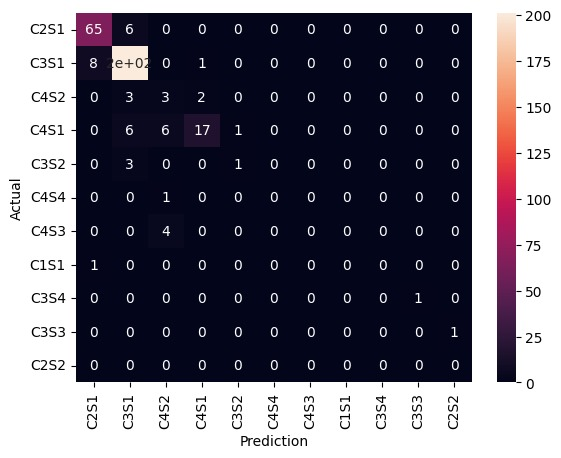 C2S1 65 6 0 0 0 0 0 0 0 0 0
C3S1 8 2e+02 0 1 0 0 0 0 0 0 0
C4S2 0 3 3 2 0 0 0 0 0 0 0
C4S1 0 6 6 17 1 0 0 0 0 0 0
C3S2 0 3 0 0 1 0 0 0 0 0 0
C4S4 0 0 1 0 0 0 0 0 0 0 0
C4S3 0 0 4 0 0 0 0 0 0 0 0
C1S1 1 0 0 0 0 0 0 0 0 0 0
C3S4 0 0 0 0 0 0 0 0 0 1 0
C3S3 0 0 0 0 0 0 0 0 0 0 1
C2S2 0 0 0 0 0 0 0 0 0 0 0
C2S1 C3S1 C4S2 C4S1 C3S2 C4S4 C4S3 C1S1 C3S4 C3S3 C2S2
Prediction
Actual
200
175
150
125
100
75
50
25
0